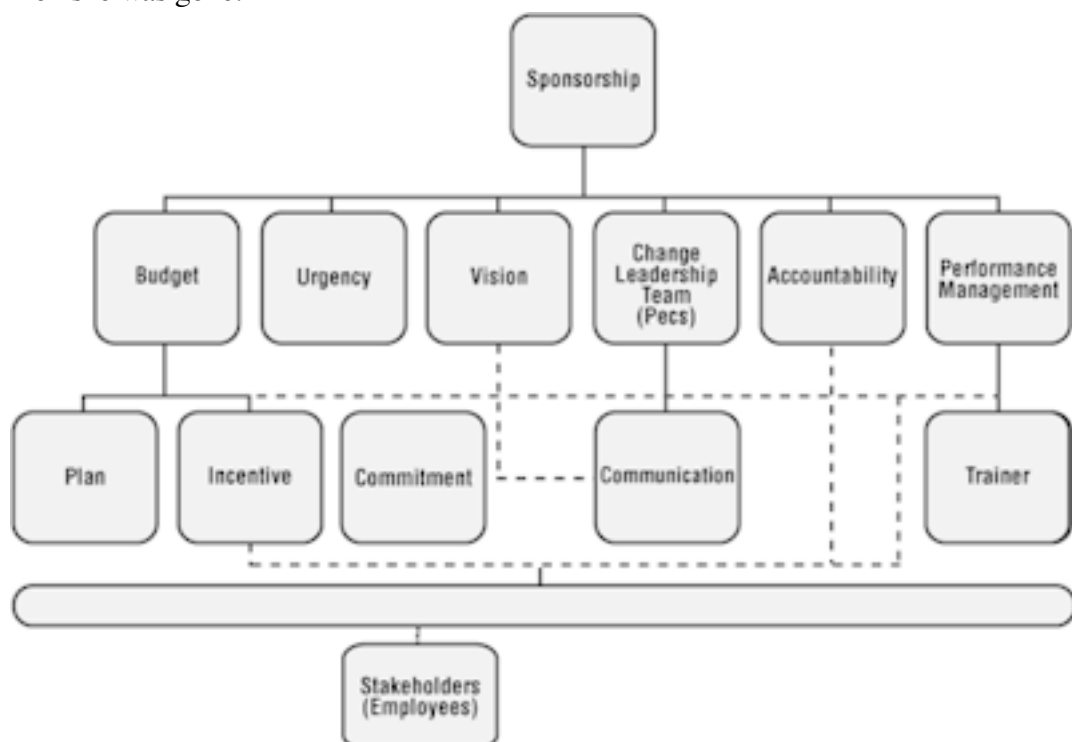 Sponsorship
Budget
Urgency
Vision
Change
Leadership
Team
(Pecs)
Accountability
Performance
Management
Plan
Incentive
Commitment
Communication
Trainer
Stakeholders
(Employees)